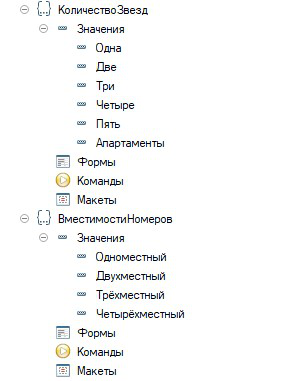 КоличествоЗвезд
Значения
Одна
Две
Три
Четыре
Пять
Апартаменты
Формы
Команды
Макеты
ВместимостиНомеров
Значения
Одноместный
Двухместный
Трёхместный
Четырёхместный
Формы
Команды
Макеты